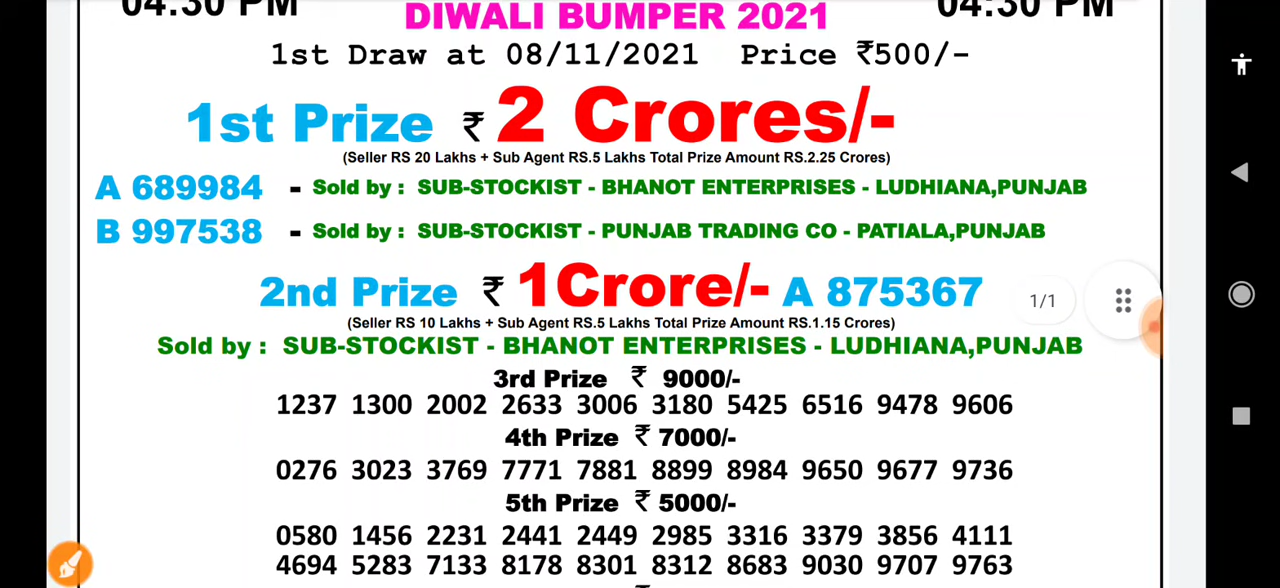 04:30 PM DIWALI BUMPER 2021 04:30 PM
1st Draw at 08/11/2021 Price ₹500/-
1st Prize ₹ 2 Crores/-
(Seller RS 20 Lakhs + Sub Agent RS.5 Lakhs Total Prize Amount RS.2.25 Crores)
A 689984 - Sold by : SUB-STOCKIST - BHANOT ENTERPRISES - LUDHIANA,PUNJAB
B 997538 - Sold by : SUB-STOCKIST - PUNJAB TRADING CO - PATIALA,PUNJAB
2nd Prize ₹ 1Crore/- A 875367
1/1
(Seller RS 10 Lakhs + Sub Agent RS.5 Lakhs Total Prize Amount RS.1.15 Crores)
Sold by : SUB-STOCKIST - BHANOT ENTERPRISES - LUDHIANA,PUNJAB
3rd Prize ₹ 9000/-
1237 1300 2002 2633 3006 3180 5425 6516 9478 9606
4th Prize ₹ 7000/-
0276 3023 3769 7771 7881 8899 8984 9650 9677 9736
5th Prize ₹ 5000/-
0580 1456 2231 2441 2449 2985 3316 3379 3856 4111
4694 5283 7133 8178 8301 8312 8683 9030 9707 9763